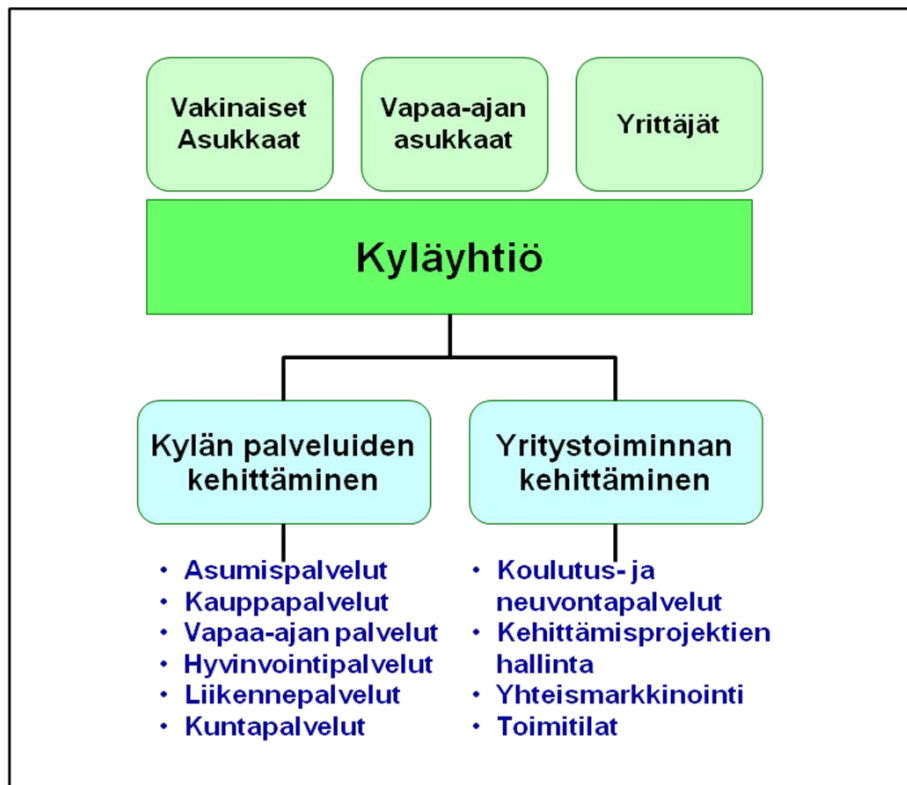 Vakinaiset
Asukkaat
Vapaa-ajan
asukkaat
Yrittäjät
Kyläyhtiö
Kylän palveluiden
kehittäminen
• Asumispalvelut
• Kauppapalvelut
• Vapaa-ajan palvelut
• Hyvinvointipalvelut
• Liikennepalvelut
• Kuntapalvelut
Yritystoiminnan
kehittäminen
• Koulutus- ja
neuvontapalvelut
• Kehittämisprojektien
hallinta
• Yhteismarkkinointi
• Toimitilat